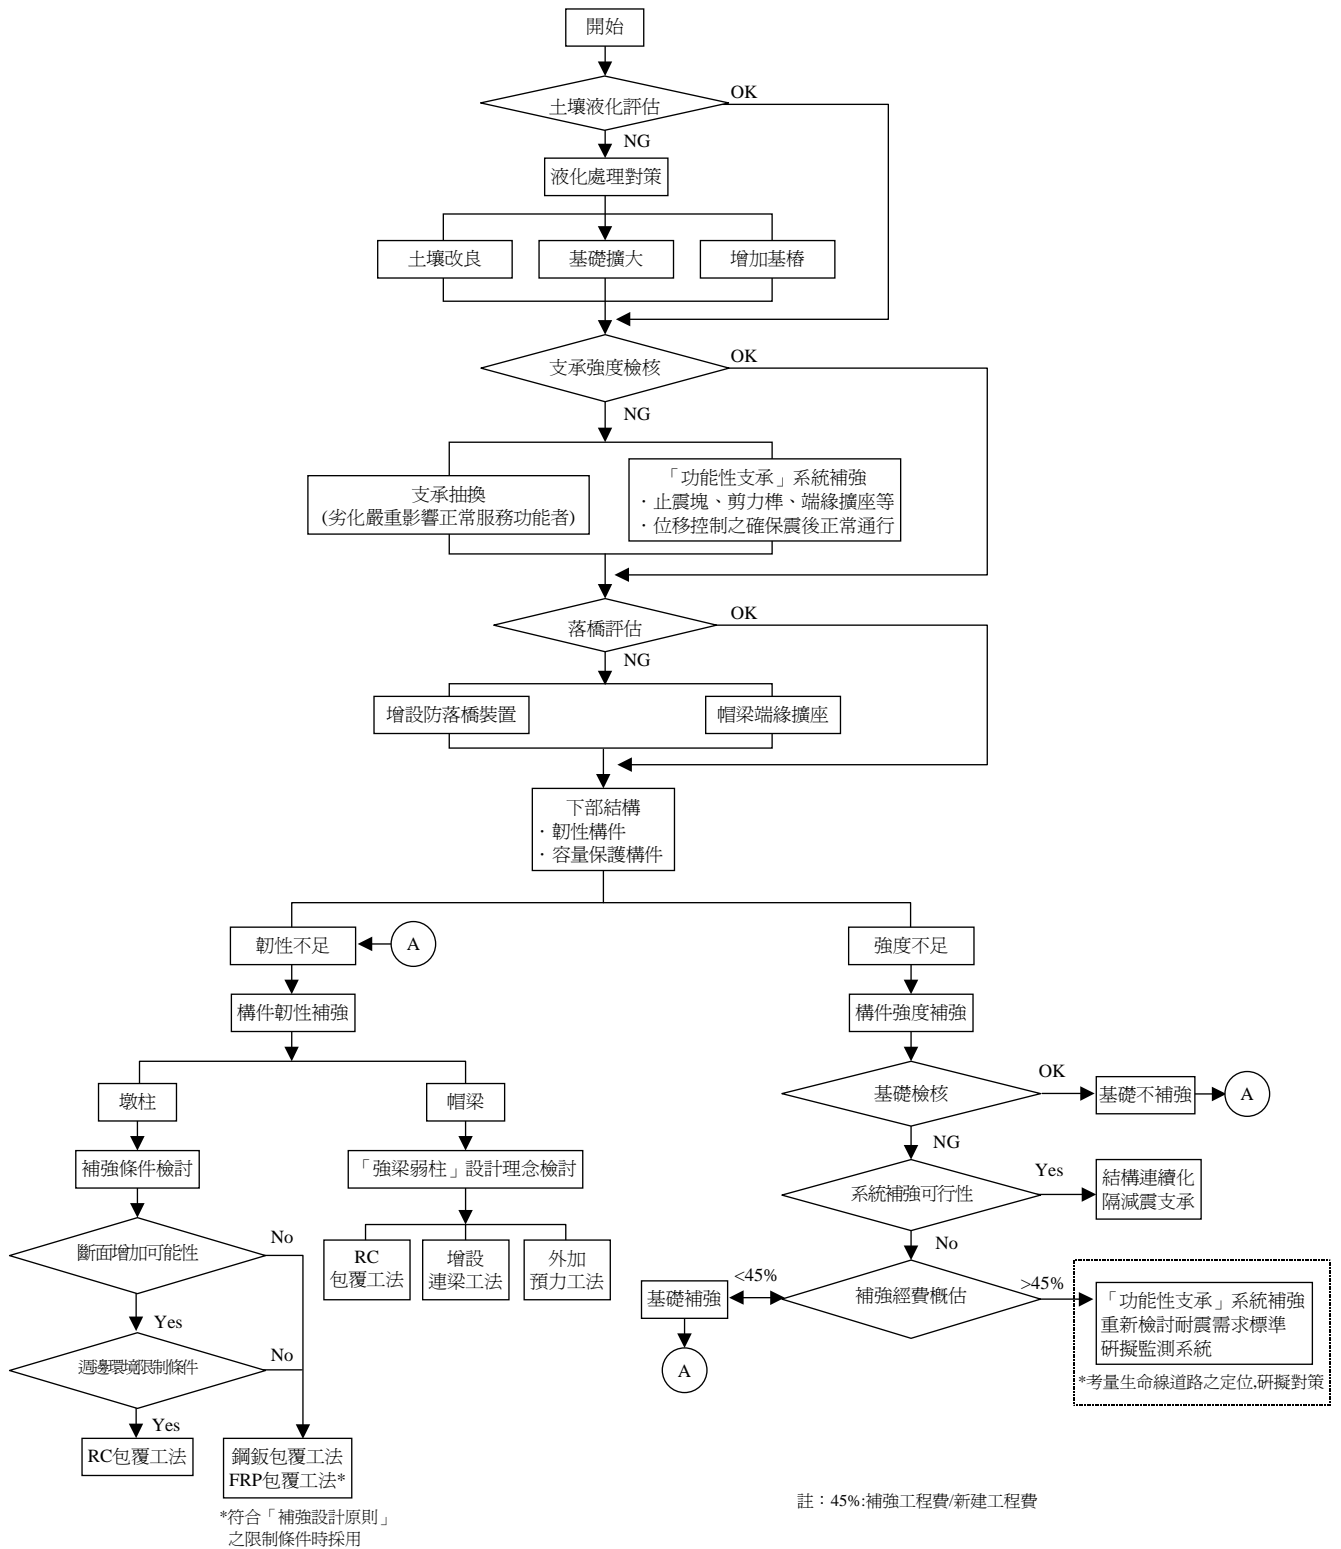 開始
土壤液化評估
OK
NG
液化處理對策
土壤改良
基礎擴大
增加基樁
支承強度檢核
OK
NG
支承抽換
(劣化嚴重影響正常服務功能者)
「功能性支承」系統補強
．止震塊、剪力榫、端緣擴座等
．位移控制之確保震後正常通行
落橋評估
OK
NG
增設防落橋裝置
帽梁端緣擴座
下部結構
．韌性構件
．容量保護構件
韌性不足
A
強度不足
構件韌性補強
構件強度補強
墩柱
帽梁
基礎檢核
OK
基礎不補強
A
NG
補強條件檢討
「強梁弱柱」設計理念檢討
系統補強可行性
Yes
結構連續化
隔減震支承
No
斷面增加可能性
No
Yes
RC
包覆工法
增設
連梁工法
外加
預力工法
基礎補強
<45%
補強經費概估
>45%
「功能性支承」系統補強
重新檢討耐震需求標準
研擬監測系統
*考量生命線道路之定位,研擬對策
A
週邊環境限制條件
No
Yes
RC包覆工法
鋼鈑包覆工法
FRP包覆工法*
*符合「補強設計原則」
之限制條件時採用
註：45%:補強工程費/新建工程費